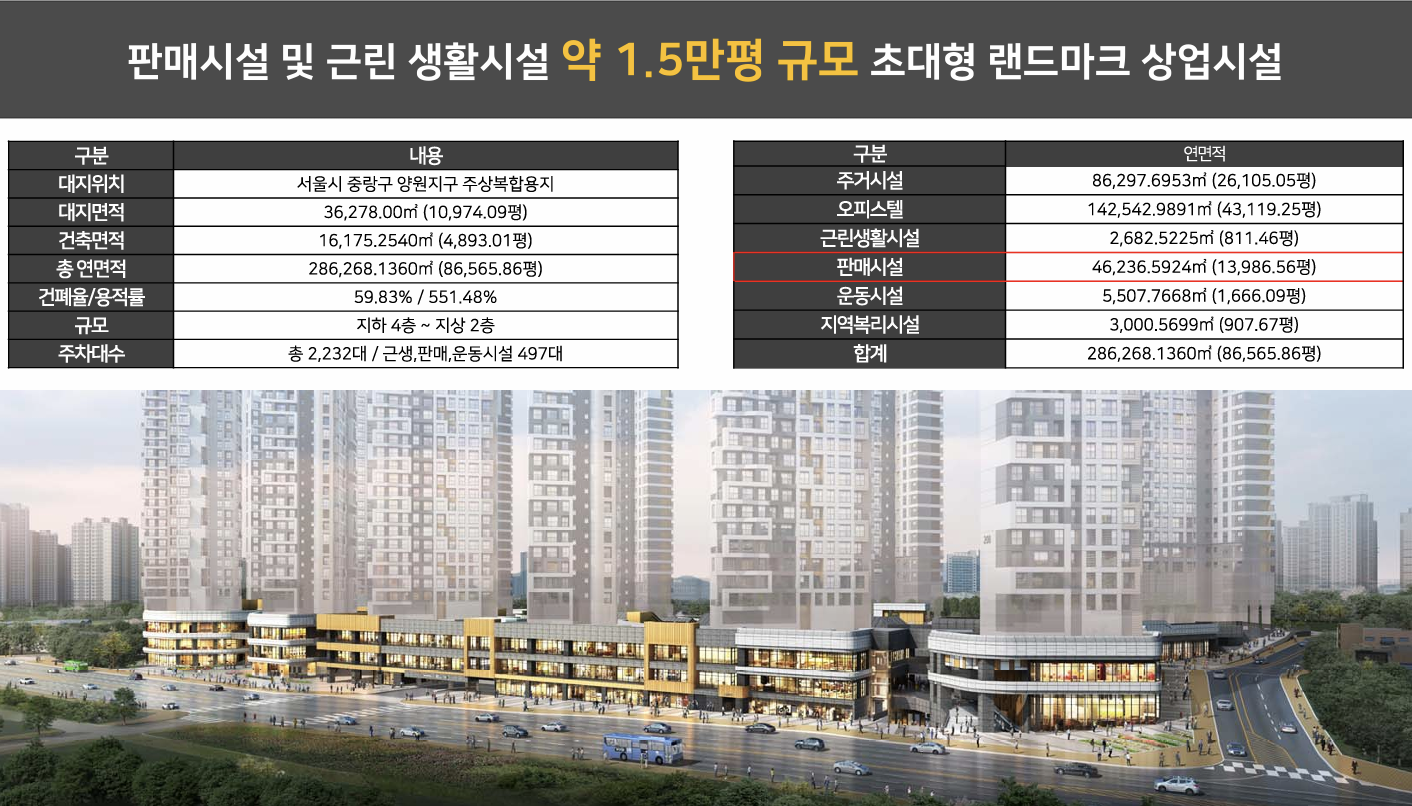 판매시설 및 근린 생활시설 약 1.5만평 규모 초대형 랜드마크 상업시설
구분 내용
대지위치 서울시 중랑구 양원지구 주상복합용지
대지면적 36,278.00㎡ (10,974.09평)
건축면적 16,175.2540㎡ (4,893.01평)
총 연면적 286,268.1360㎡ (86,565.86평)
건폐율/용적률 59.83% / 551.48%
규모 지하 4층 ~ 지상 2층
주차대수 총 2,232대 / 근생,판매,운동시설 497대
구분 연면적
주거시설 86,297.6953㎡ (26,105.05평)
오피스텔 142,542.9891㎡ (43,119.25평)
근린생활시설 2,682.5225㎡ (811.46평)
판매시설 46,236.5924㎡ (13,986.56평)
운동시설 5,507.7668㎡ (1,666.09평)
지역복리시설 3,000.5699㎡ (907.67평)
합계 286,268.1360㎡ (86,565.86평)